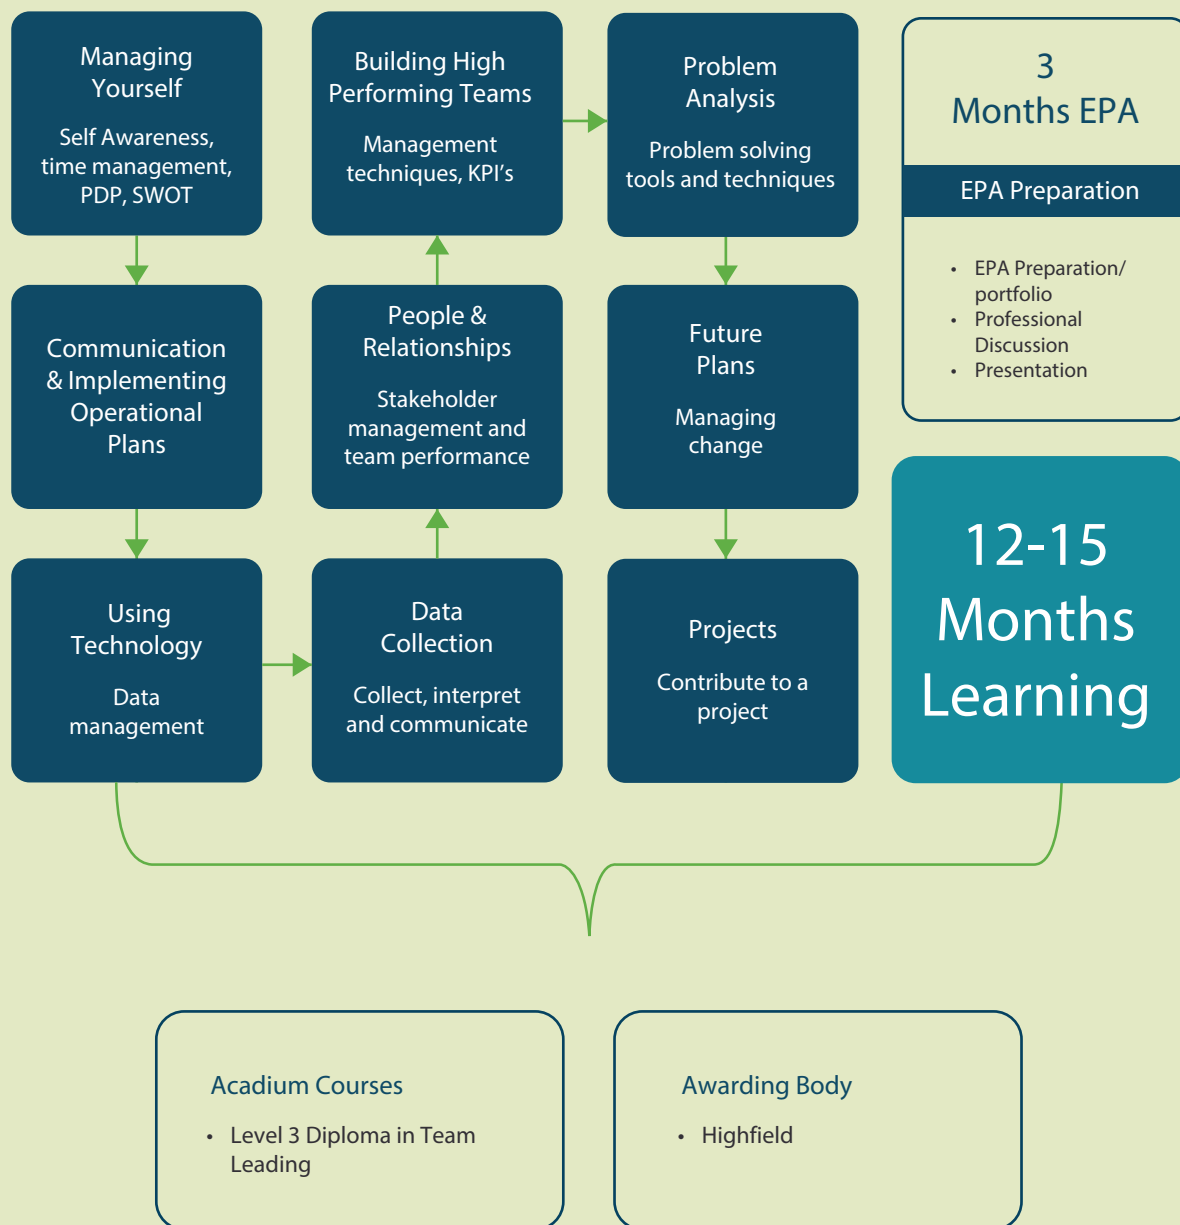 Managing
Yourself
Self Awareness,
time management,
PDP, SWOT
Communication
& Implementing
Operational
Plans
Using
Technology
Data
management
Data
Collection
Collect, interpret
and communicate
People &
Relationships
Stakeholder
management and
team performance
Building High
Performing Teams
Management
techniques, KPI's
Problem
Analysis
Problem solving
tools and techniques
Future
Plans
Managing
change
Projects
Contribute to a
project
3
Months EPA
EPA Preparation
• EPA Preparation/
portfolio
• Professional
Discussion
• Presentation
12-15
Months
Learning
Acadium Courses
• Level 3 Diploma in Team
Leading
Awarding Body
• Highfield